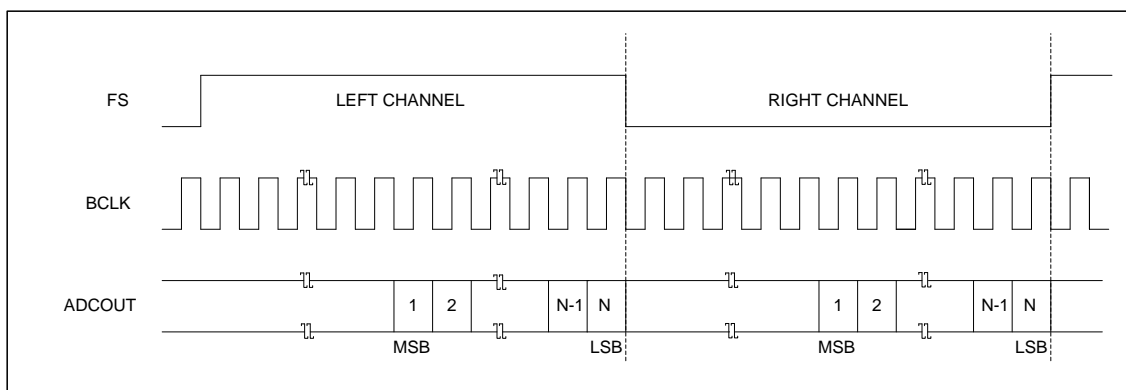 FS
LEFT CHANNEL
RIGHT CHANNEL
BCLK
ADCOUT
1
2
N-1
N
1
2
N-1
N
MSB
LSB
MSB
LSB